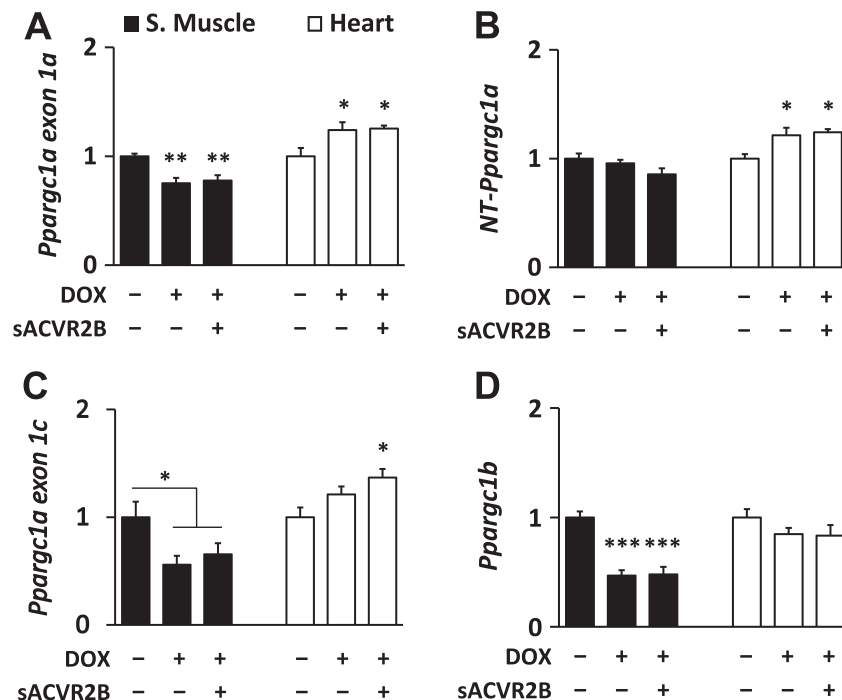 A
S. Muscle
Heart
Ppargc1a exon 1a
2
1
0
** ** * *
DOX − + + − + +
sACVR2B − − + − − +
B
NT-Ppargc1a
2
1
0
* *
DOX − + + − + +
sACVR2B − − + − − +
C
Ppargc1a exon 1c
2
1
0
* *
DOX − + + − + +
sACVR2B − − + − − +
D
Ppargc1b
2
1
0
*** ***
DOX − + + − + +
sACVR2B − − + − − +